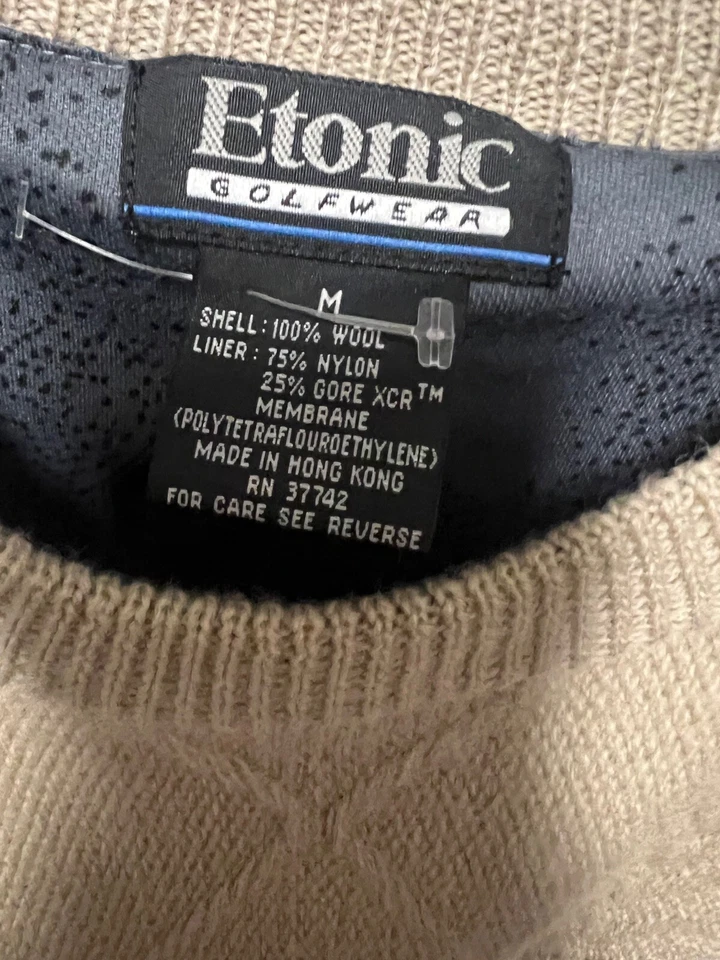 Etonic
GOLFWEAR
M
SHELL: 100% WOOL
LINER: 75% NYLON
25% GORE XCR™
MEMBRANE
(POLYTETRAFLOUROETHYLENE)
MADE IN HONG KONG
RN 37742
FOR CARE SEE REVERSE